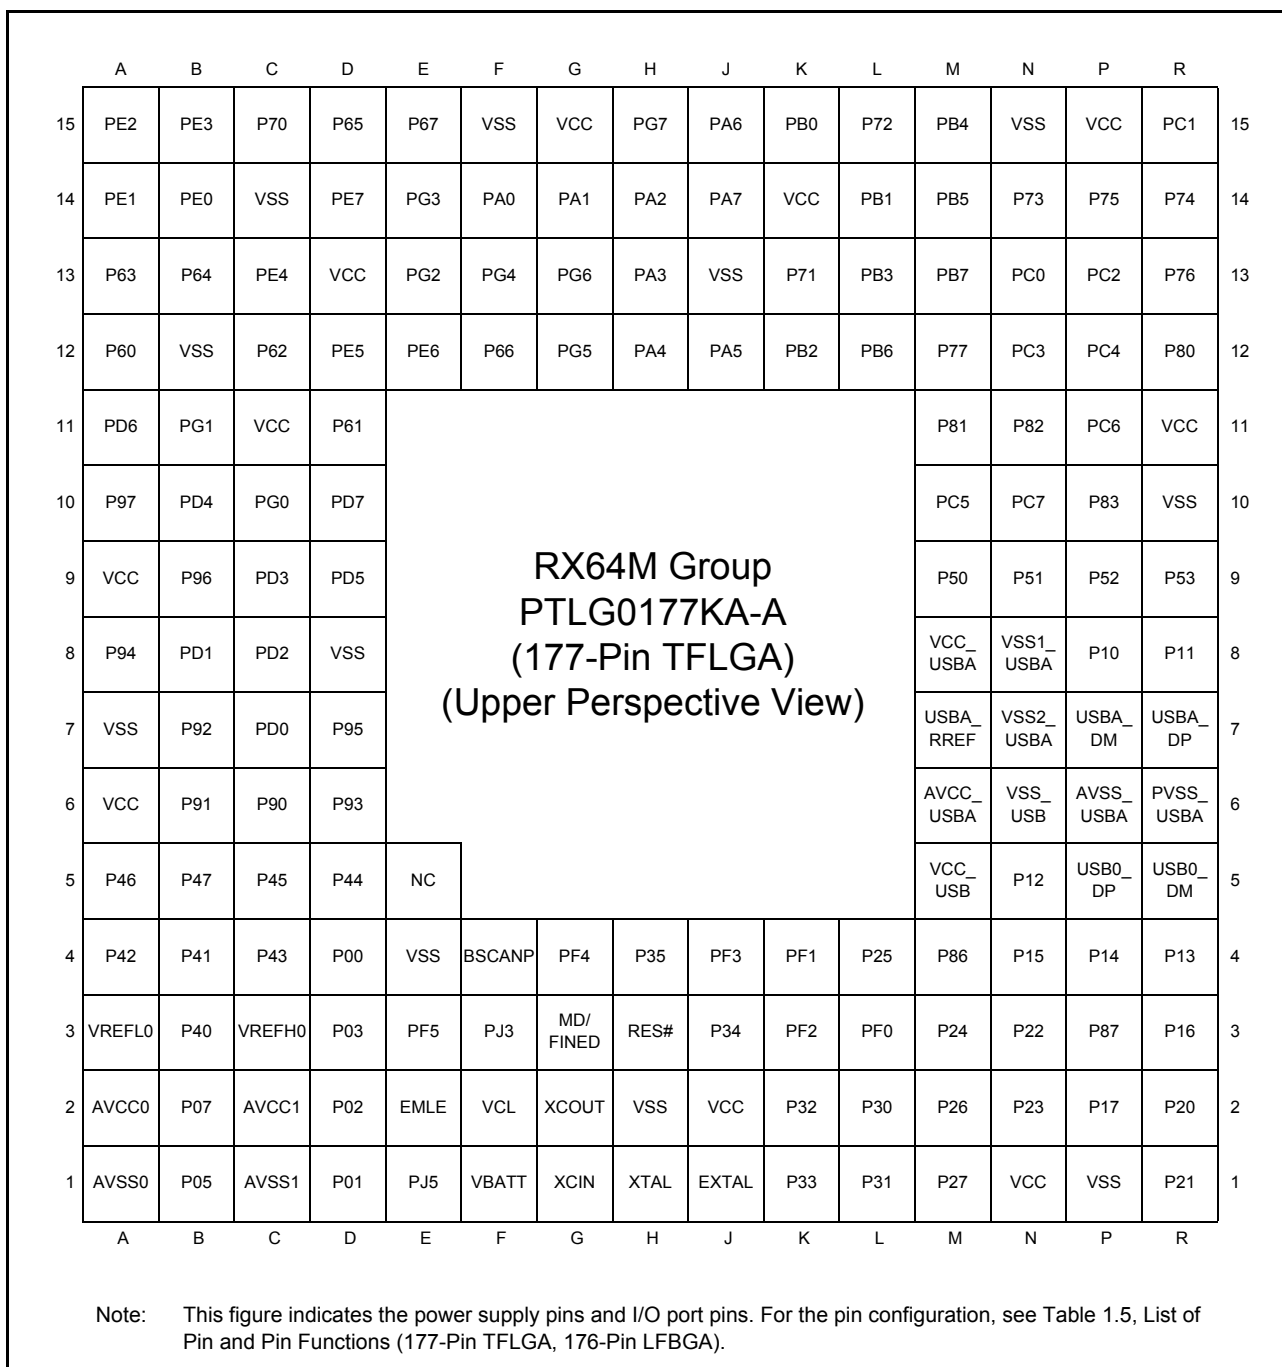 A B C D E F G H J K L M N P R
15 PE2 PE3 P70 P65 P67 VSS VCC PG7 PA6 PB0 P72 PB4 VSS VCC PC1 15
14 PE1 PE0 VSS PE7 PG3 PA0 PA1 PA2 PA7 VCC PB1 PB5 P73 P75 P74 14
13 P63 P64 PE4 VCC PG2 PG4 PG6 PA3 VSS P71 PB3 PB7 PC0 PC2 P76 13
12 P60 VSS P62 PE5 PE6 P66 PG5 PA4 PA5 PB2 PB6 P77 PC3 PC4 P80 12
11 PD6 PG1 VCC P61 P81 P82 PC6 VCC 11
10 P97 PD4 PG0 PD7 PC5 PC7 P83 VSS 10
9 VCC P96 PD3 PD5 P50 P51 P52 P53 9
RX64M Group
PTLG0177KA-A
(177-Pin TFLGA)
(Upper Perspective View)
8 P94 PD1 PD2 VSS VCC_USBA VSS1_USBA P10 P11 8
7 VSS P92 PD0 P95 USBA_RREF VSS2_USBA USBA_DM USBA_DP 7
6 VCC P91 P90 P93 AVCC_USBA VSS_USB AVSS_USBA PVSS_USBA 6
5 P46 P47 P45 P44 NC VCC_USB P12 USB0_DP USB0_DM 5
4 P42 P41 P43 P00 VSS BSCANP PF4 P35 PF3 PF1 P25 P86 P15 P14 P13 4
3 VREFL0 P40 VREFH0 P03 PF5 PJ3 MD/FINED RES# P34 PF2 PF0 P24 P22 P87 P16 3
2 AVCC0 P07 AVCC1 P02 EMLE VCL XCOUT VSS VCC P32 P30 P26 P23 P17 P20 2
1 AVSS0 P05 AVSS1 P01 PJ5 VBATT XCIN XTAL EXTAL P33 P31 P27 VCC VSS P21 1
A B C D E F G H J K L M N P R
Note: This figure indicates the power supply pins and I/O port pins. For the pin configuration, see Table 1.5, List of
Pin and Pin Functions (177-Pin TFLGA, 176-Pin LFBGA).